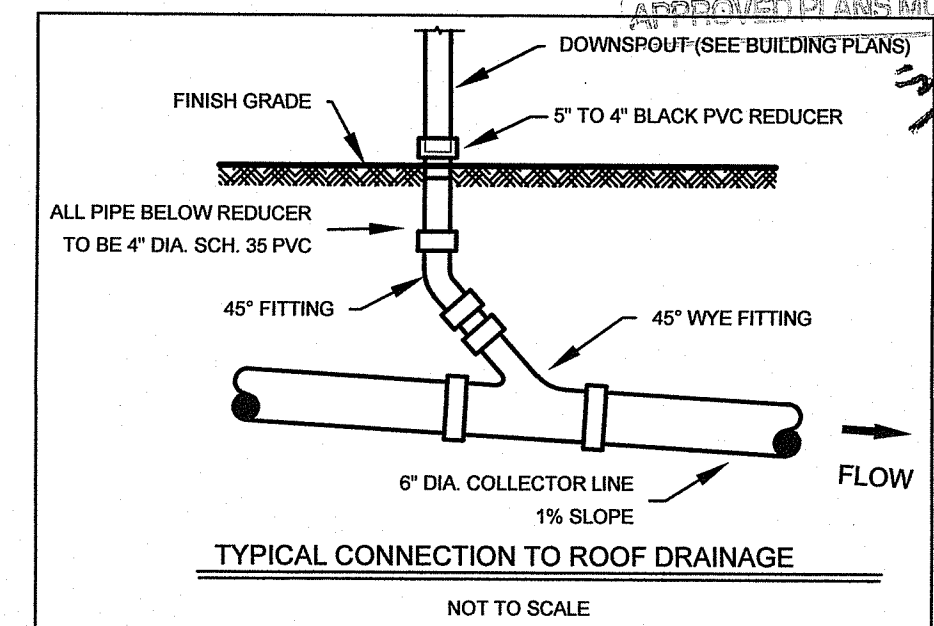 APPROVED PLANS
DOWNSPOUT (SEE BUILDING PLANS)
FINISH GRADE
5" TO 4" BLACK PVC REDUCER
ALL PIPE BELOW REDUCER
TO BE 4" DIA. SCH. 35 PVC
45° FITTING
45° WYE FITTING
6" DIA. COLLECTOR LINE
1% SLOPE
FLOW
TYPICAL CONNECTION TO ROOF DRAINAGE
NOT TO SCALE